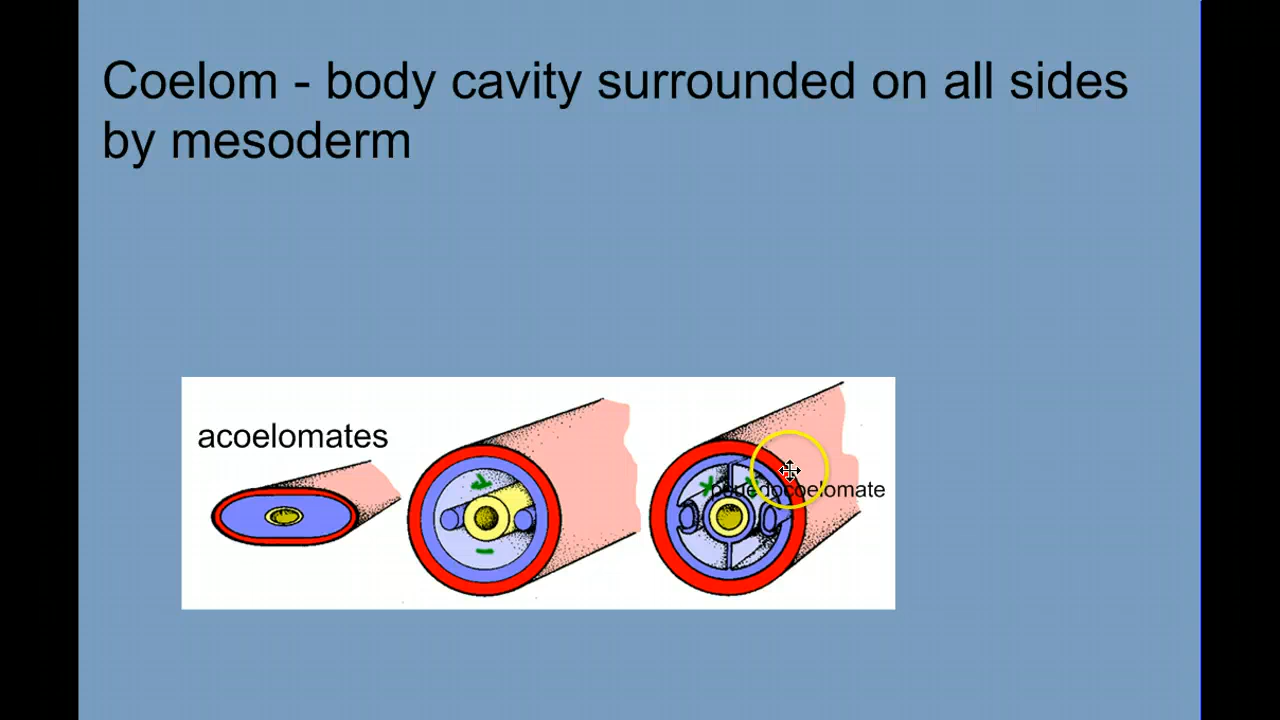 Coelom - body cavity surrounded on all sides
by mesoderm
acoelomates